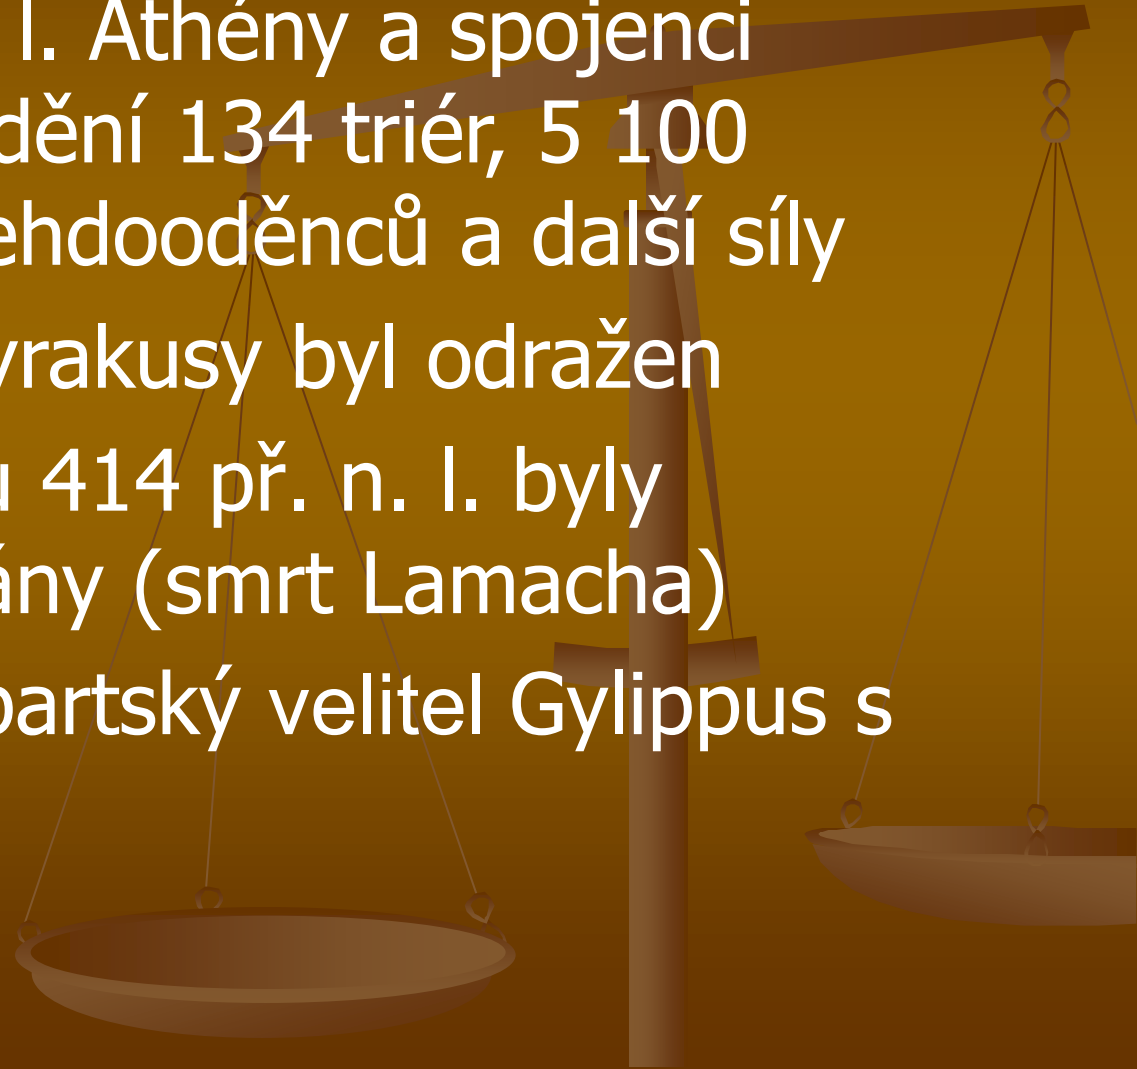 l. Athény a spojenci
dění 134 triér, 5 100
ehdooděnců a další síly
yrakusy byl odražen
u 414 př. n. l. byly
ány (smrt Lamacha)
partský velitel Gylippus s